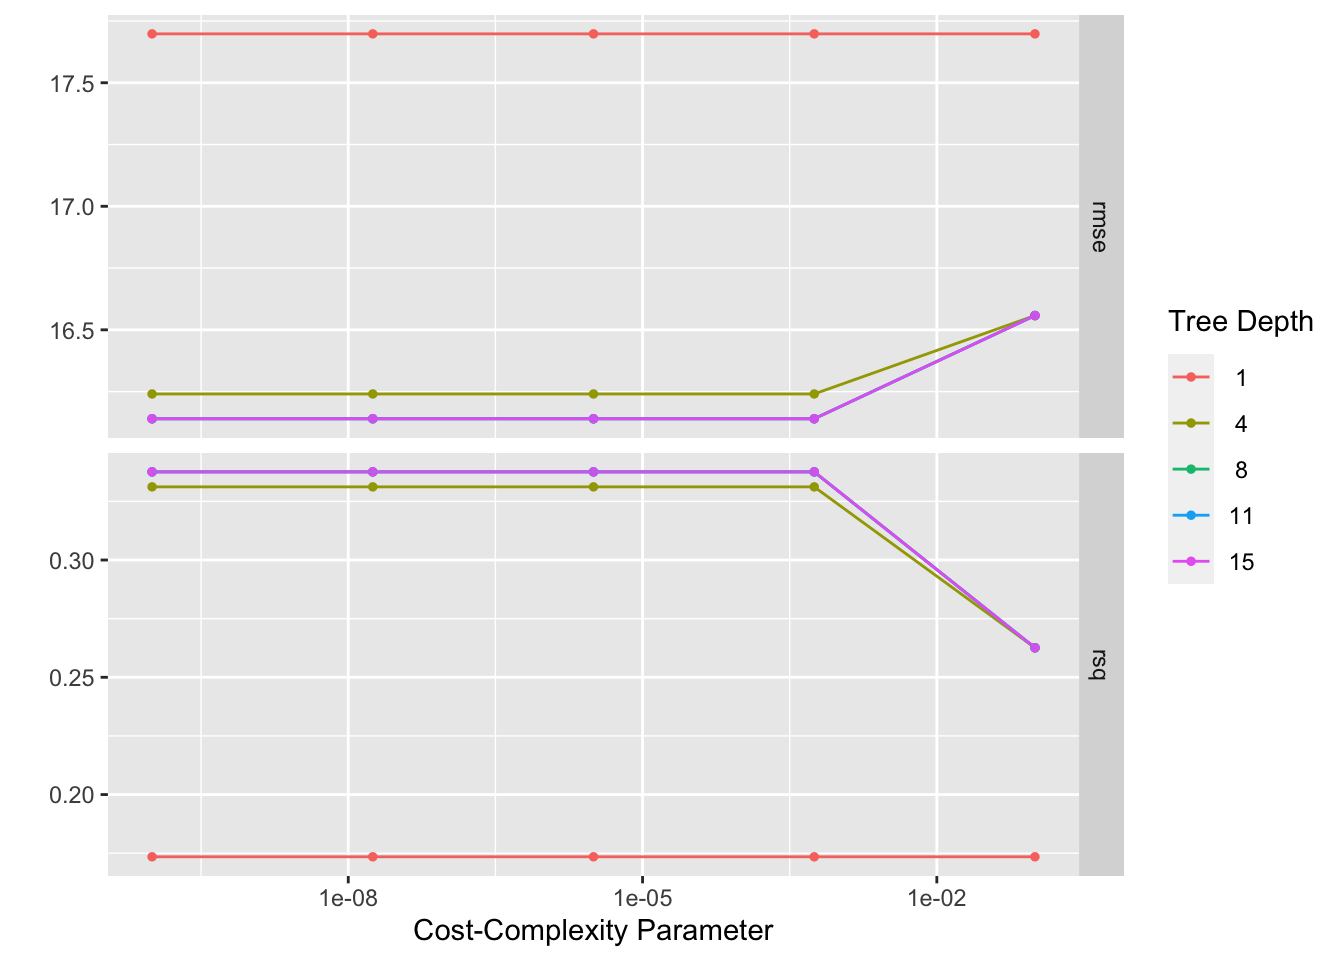 17.5
17.0
16.5
rmse
0.30
0.25
0.20
rsq
1e-08
1e-05
1e-02
Cost-Complexity Parameter
Tree Depth
1
4
8
11
15